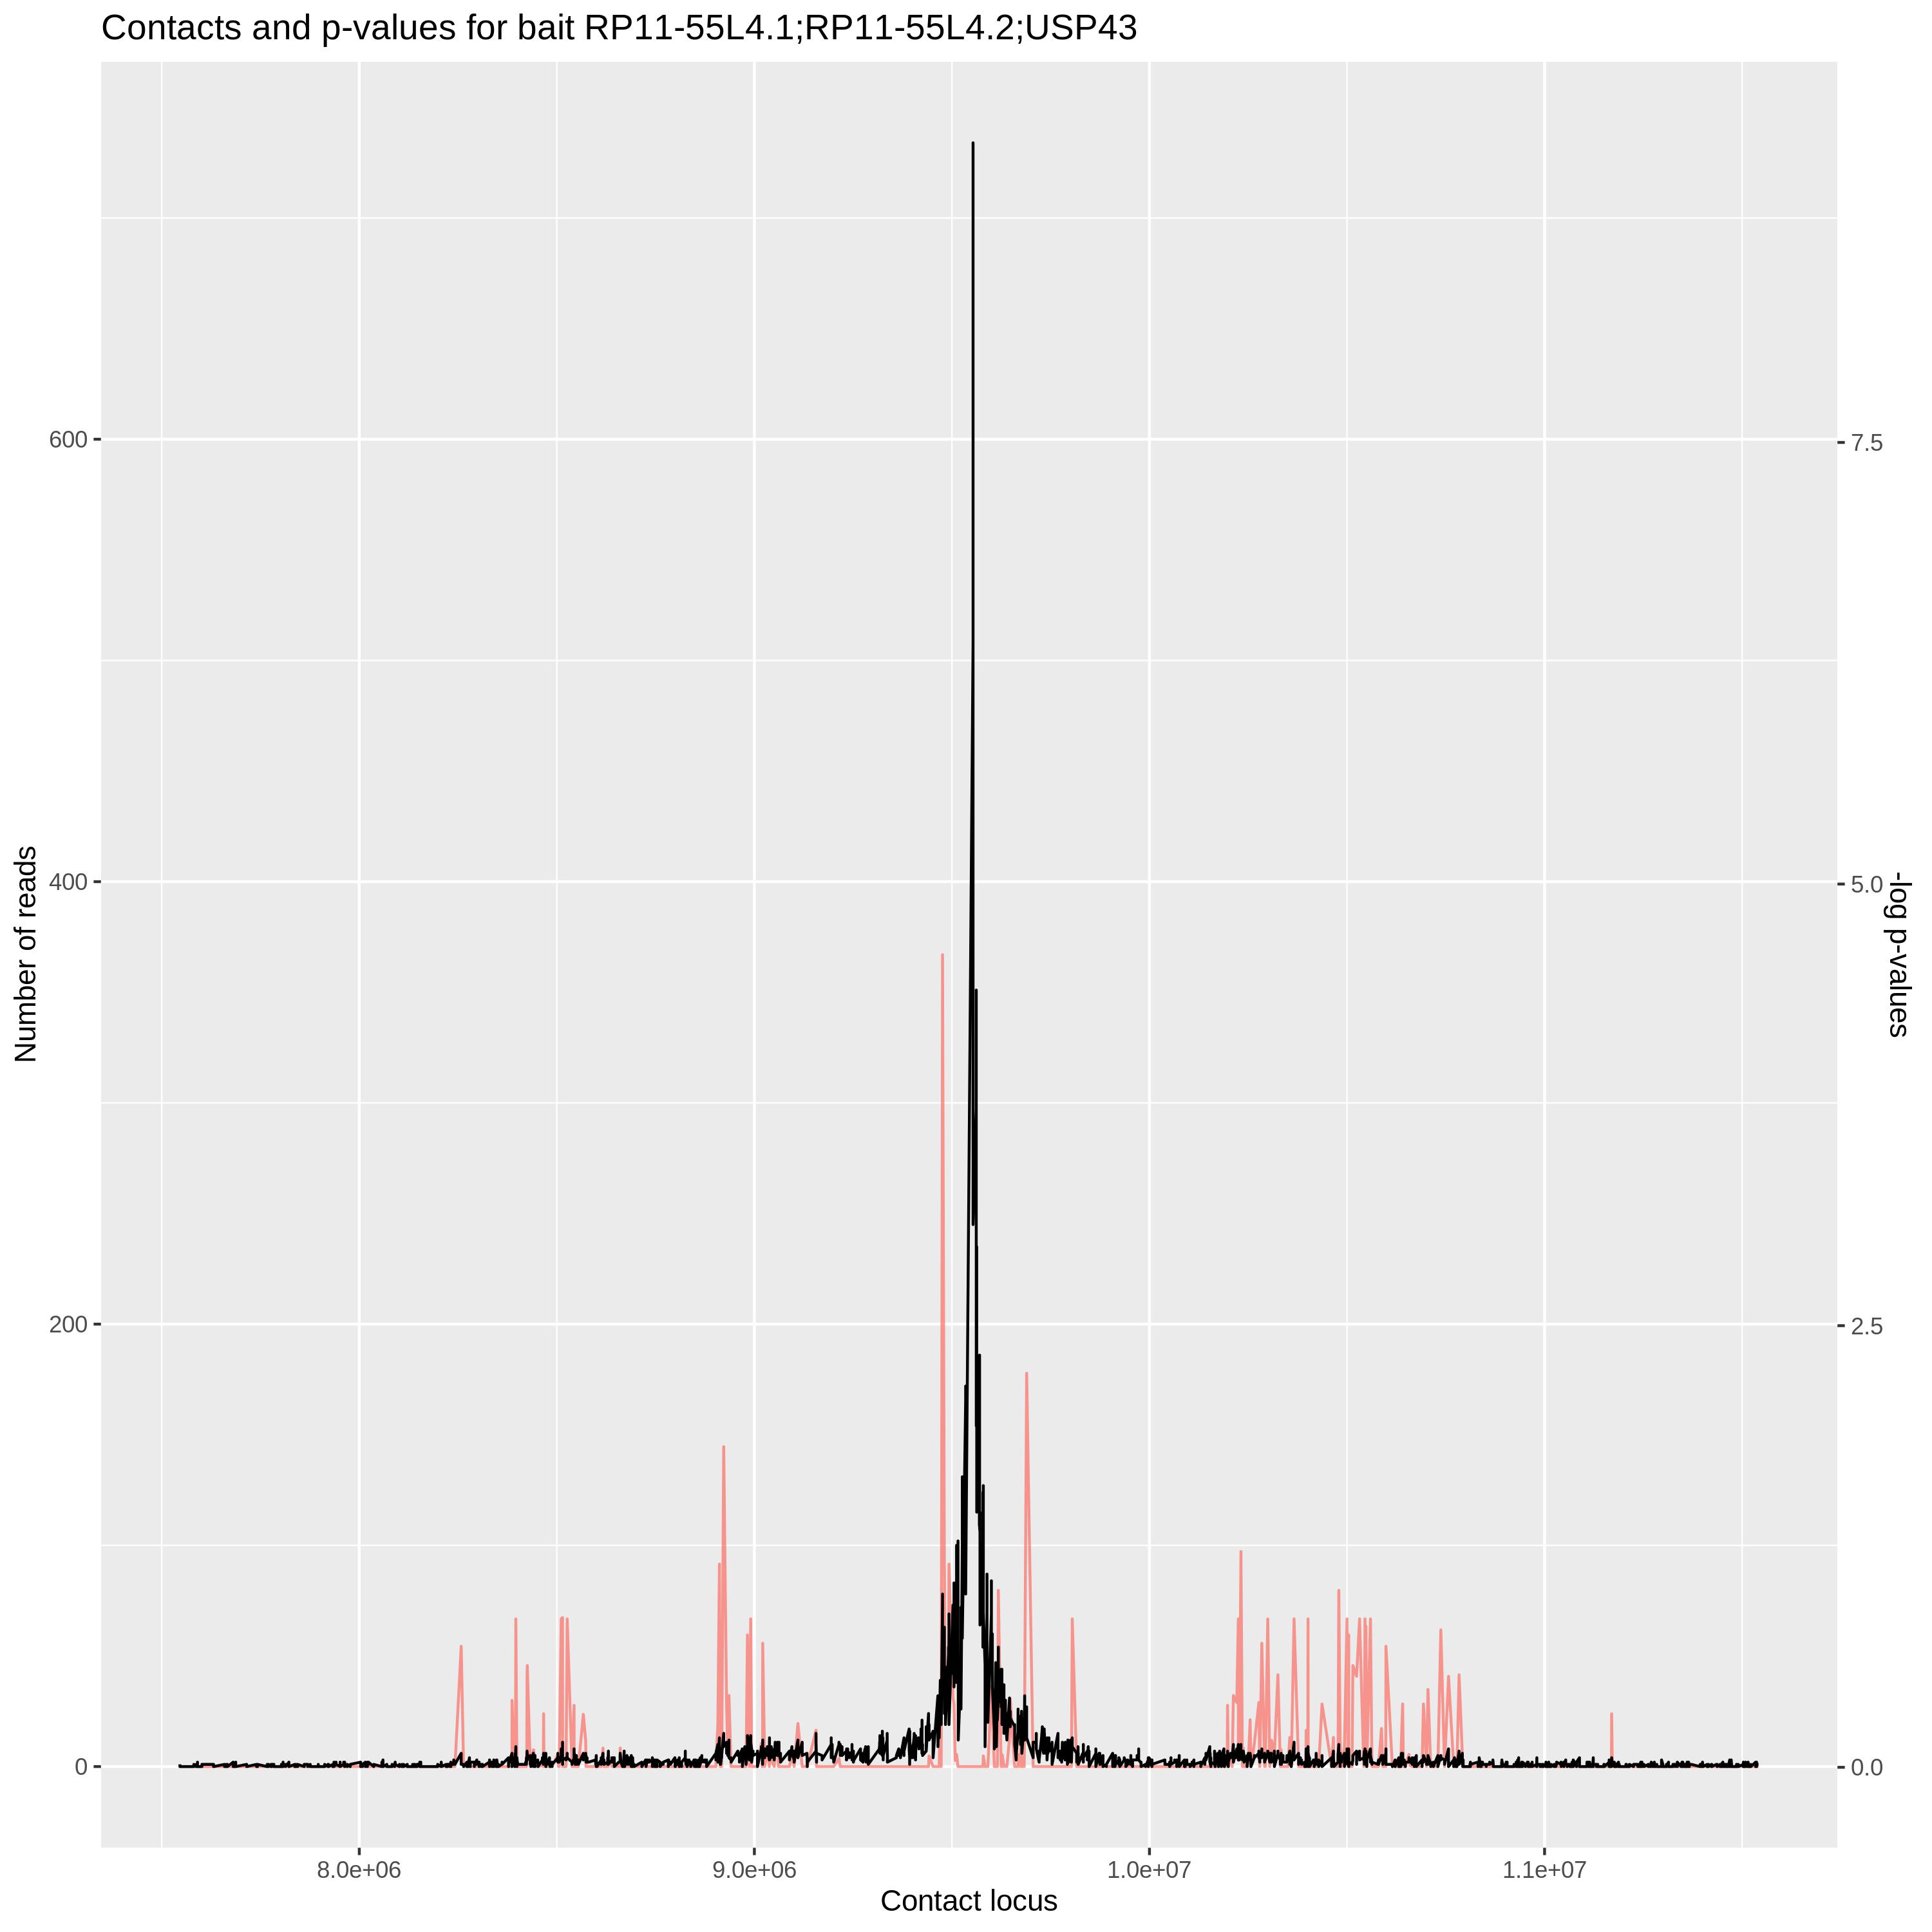 Contacts and p-values for bait RP11-55L4.1;RP11-55L4.2;USP43
Number of reads
600
400
200
0
7.5
5.0
2.5
0.0
-log p-values
8.0e+06
9.0e+06
1.0e+07
1.1e+07
Contact locus